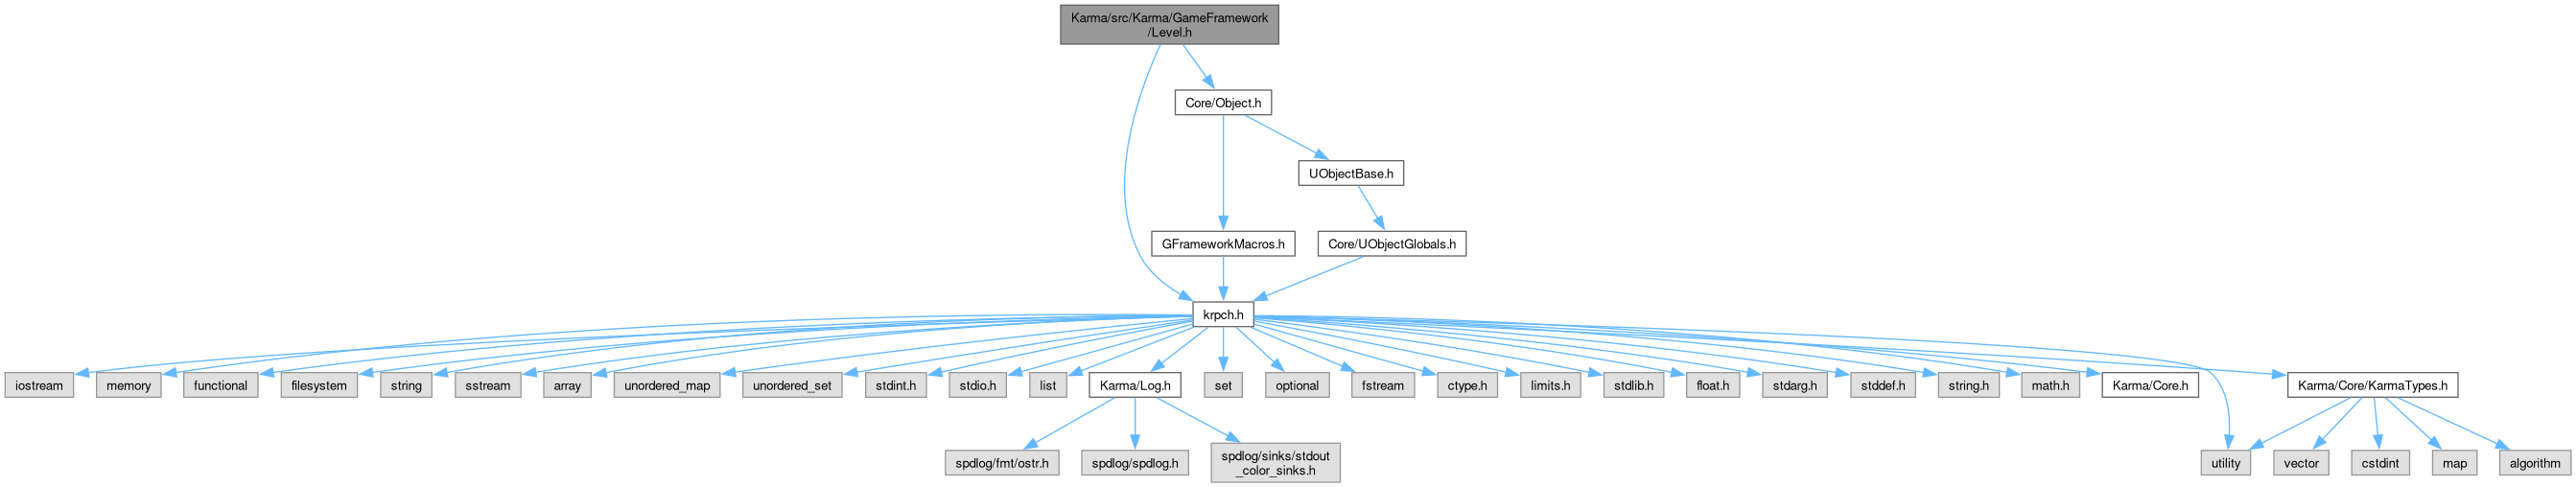 Karma/src/Karma/GameFramework
/Level.h
Core/Object.h
UObjectBase.h
GFrameworkMacros.h
Core/UObjectGlobals.h
krpch.h
iostream
memory
functional
filesystem
string
sstream
array
unordered_map
unordered_set
stdint.h
stdio.h
list
Karma/Log.h
set
optional
fstream
ctype.h
limits.h
stdlib.h
float.h
stdarg.h
stddef.h
string.h
math.h
Karma/Core.h
Karma/Core/KarmaTypes.h
spdlog/fmt/ostr.h
spdlog/spdlog.h
spdlog/sinks/stdout
_color_sinks.h
utility
vector
cstdint
map
algorithm